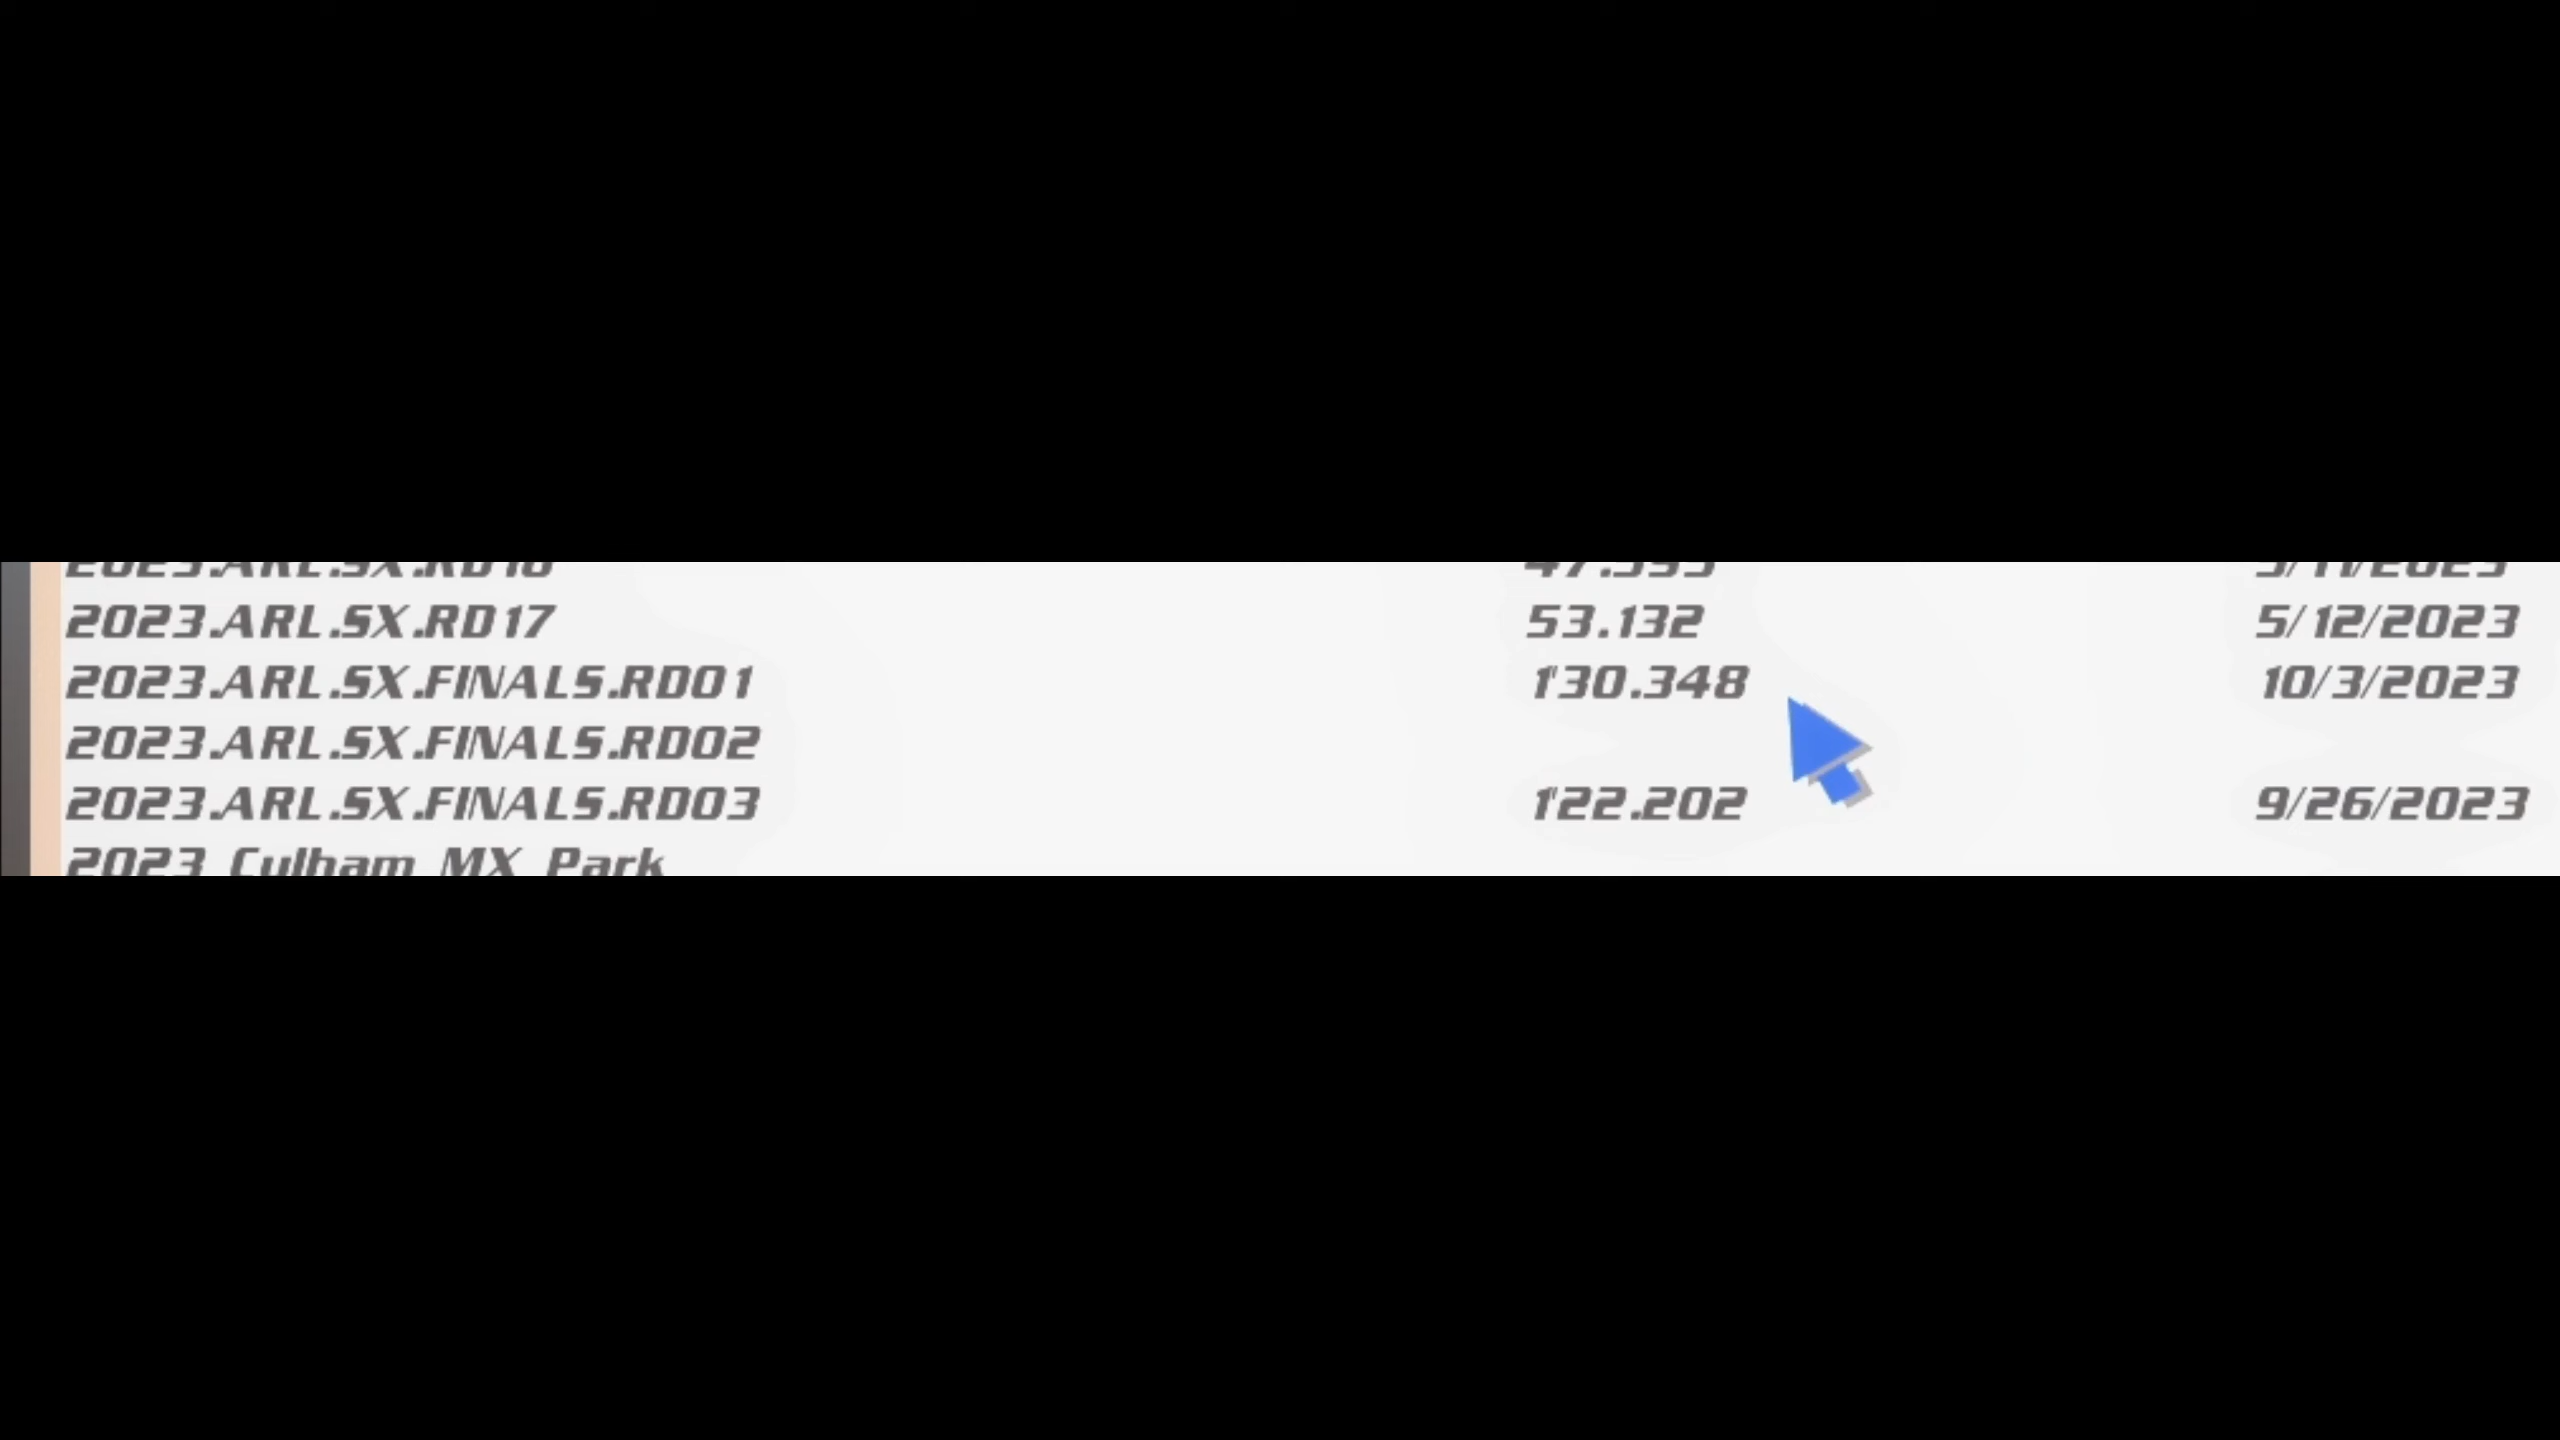 2023.ARL.SX.RD17 53.132 5/12/2023
2023.ARL.SX.FINALS.RD01 1'30.348 10/3/2023
2023.ARL.SX.FINALS.RD02
2023.ARL.SX.FINALS.RD03 1'22.202 9/26/2023
2023 Culham MX Park